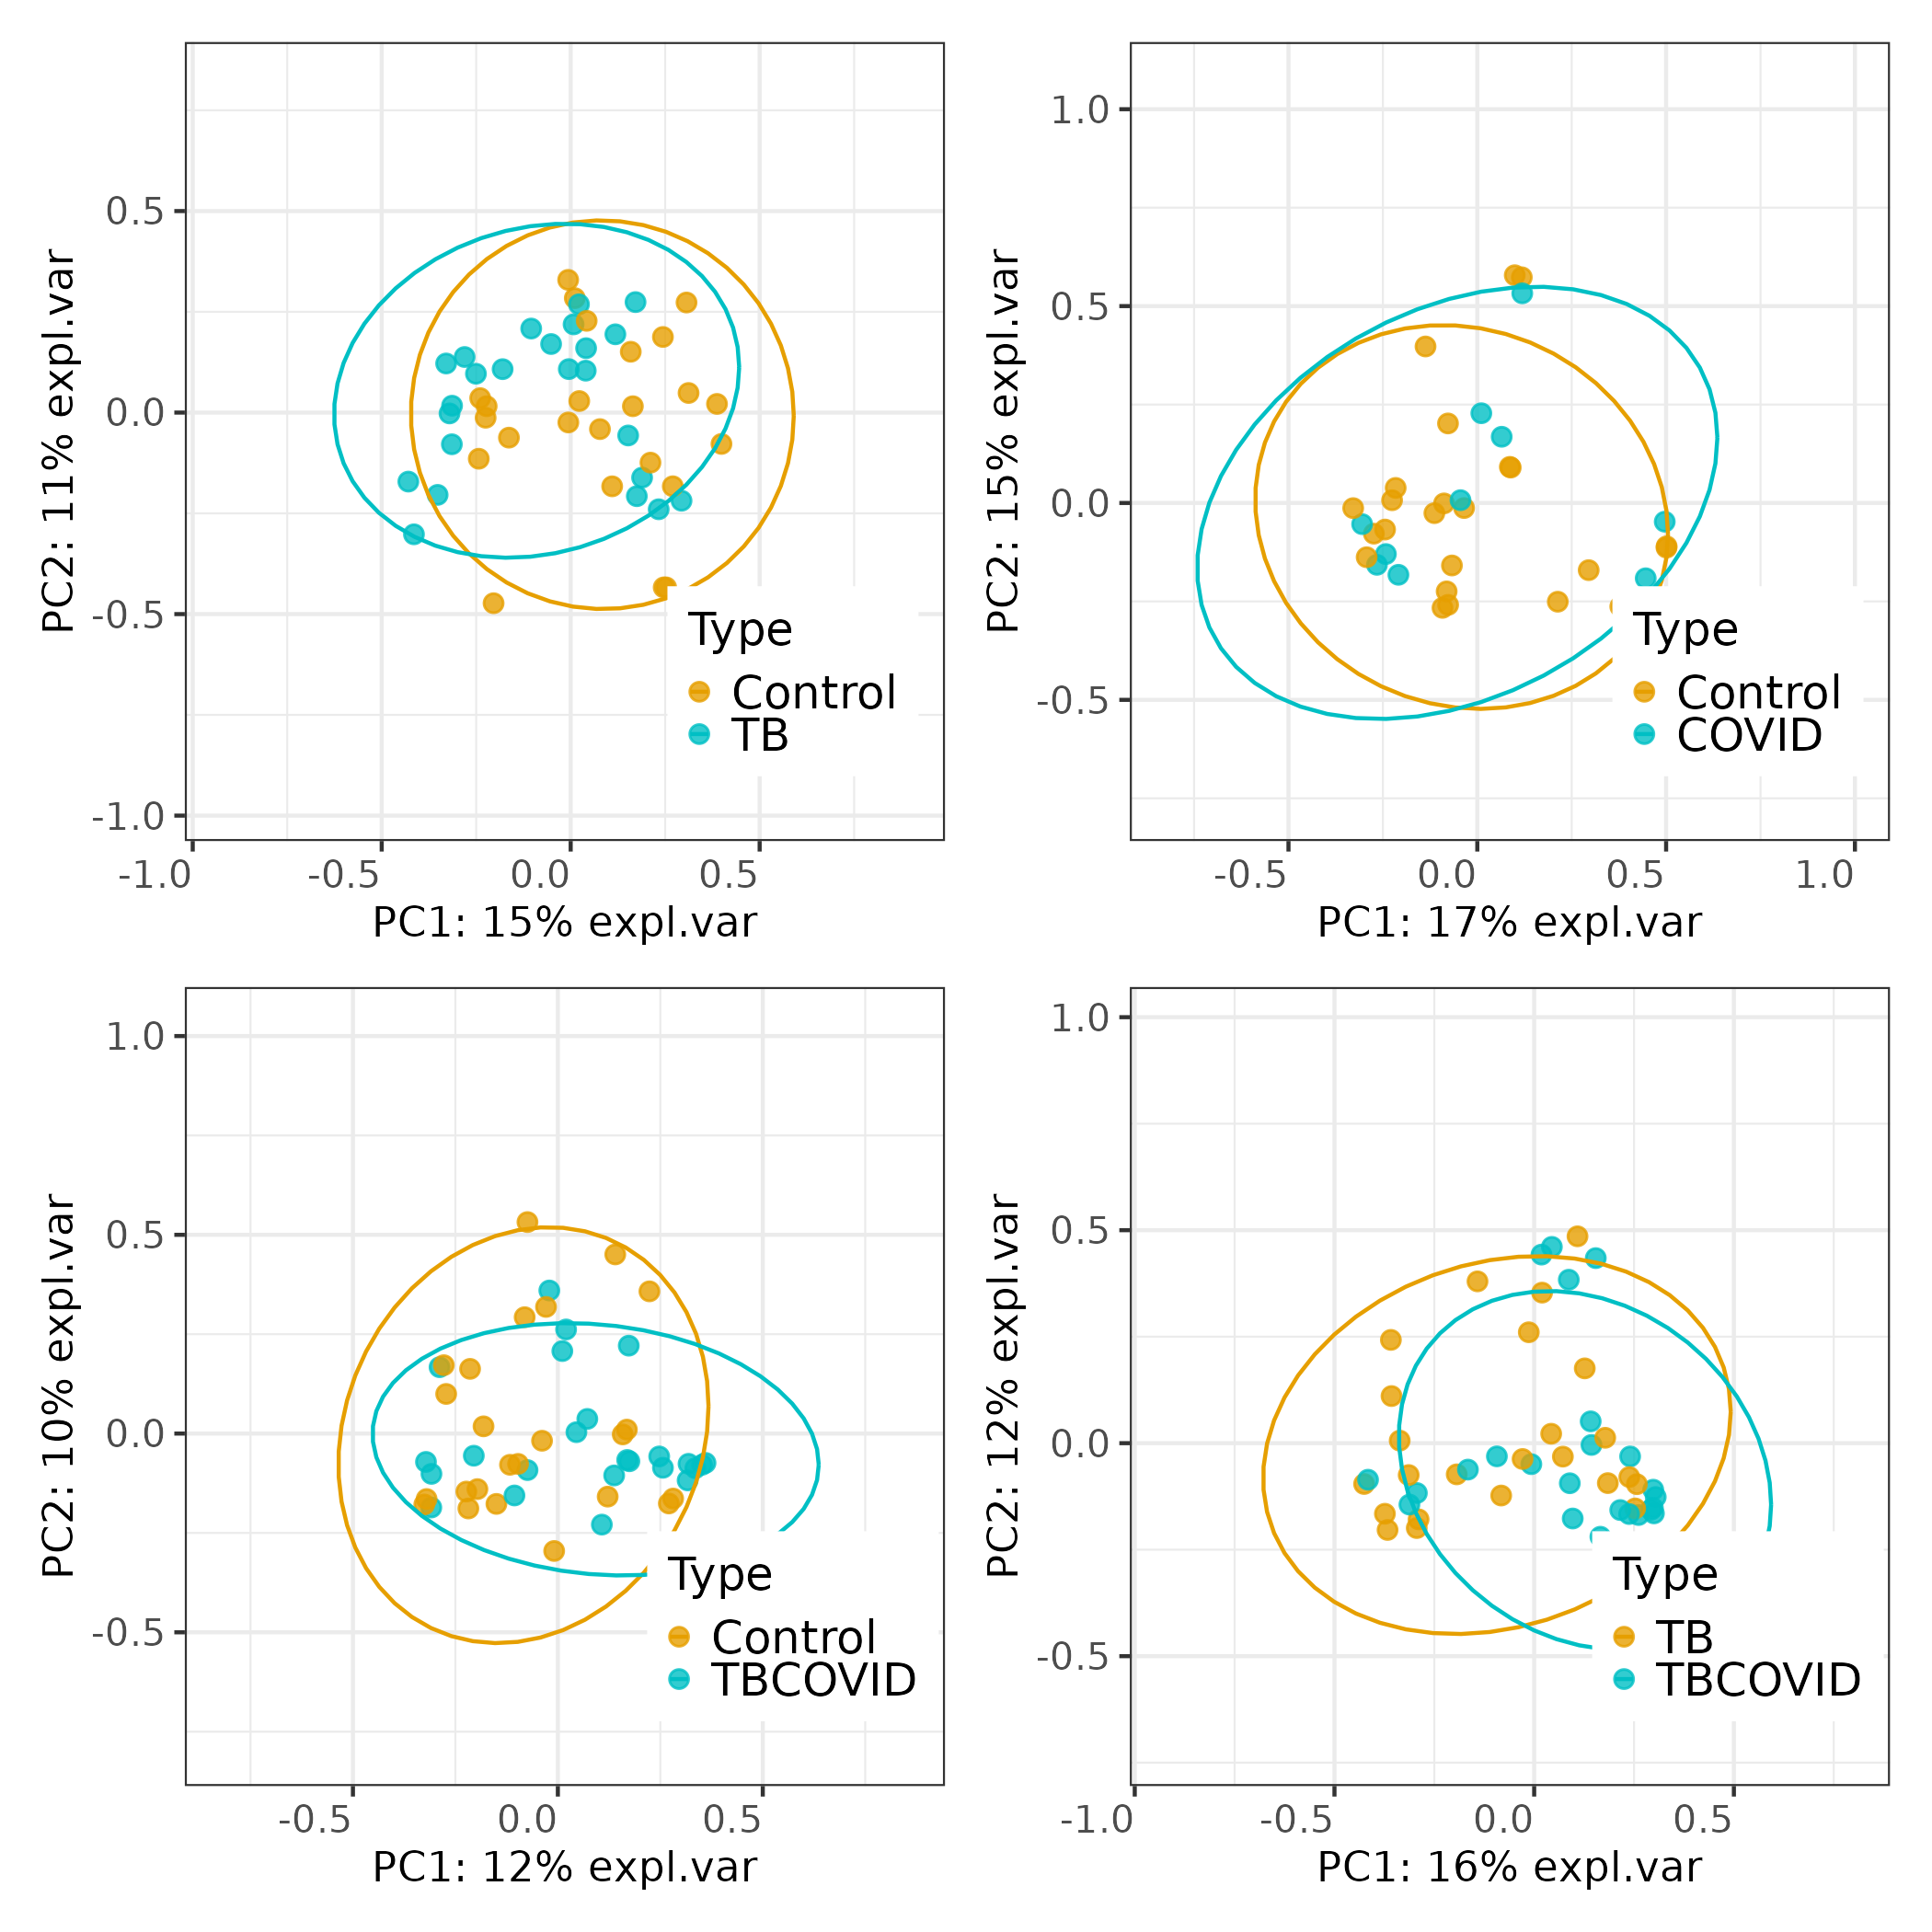 0.5
0.0
-0.5
-1.0
PC2: 11% expl.var
Type
Control
TB
-1.0 -0.5 0.0 0.5
PC1: 15% expl.var
1.0
0.5
0.0
-0.5
PC2: 15% expl.var
Type
Control
COVID
-0.5 0.0 0.5 1.0
PC1: 17% expl.var
1.0
0.5
0.0
-0.5
PC2: 10% expl.var
Type
Control
TBCOVID
-0.5 0.0 0.5
PC1: 12% expl.var
1.0
0.5
0.0
-0.5
PC2: 12% expl.var
Type
TB
TBCOVID
-1.0 -0.5 0.0 0.5
PC1: 16% expl.var